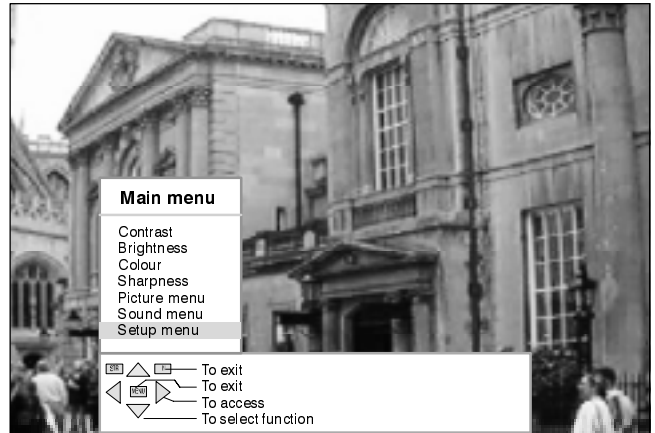 Main menu
Contrast
Brightness
Colour
Sharpness
Picture menu
Sound menu
Setup menu
To exit
MENU To exit
To access
To select function